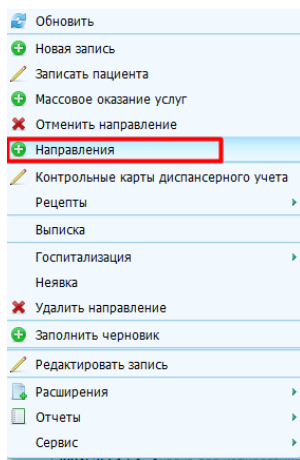 Обновить
Новая запись
Записать пациента
Массовое оказание услуг
Отменить направление
Направления
Контрольные карты диспансерного учета
Рецепты
Выписка
Госпитализация
Неявка
Удалить направление
Заполнить черновик
Редактировать запись
Расширения
Отчеты
Сервис